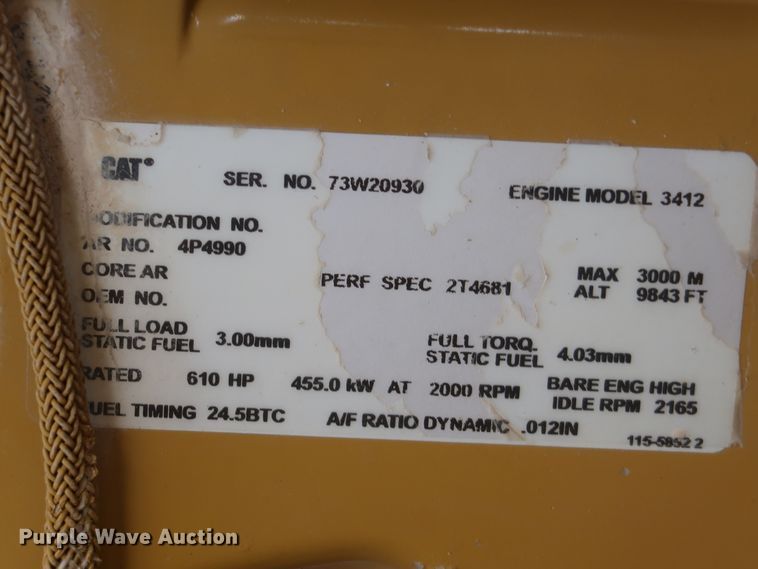 CAT® SER. NO. 73W20930 ENGINE MODEL 3412
MODIFICATION NO.
AR NO. 4P4990
CORE AR PERF SPEC 2T4681 MAX 3000 M
OEM NO. ALT 9843 FT
FULL LOAD FULL TORQ.
STATIC FUEL 3.00mm STATIC FUEL 4.03mm
RATED 610 HP 455.0 kW AT 2000 RPM BARE ENG HIGH
IDLE RPM 2165
FUEL TIMING 24.5BTC A/F RATIO DYNAMIC .012IN
115-5852 2
Purple Wave Auction